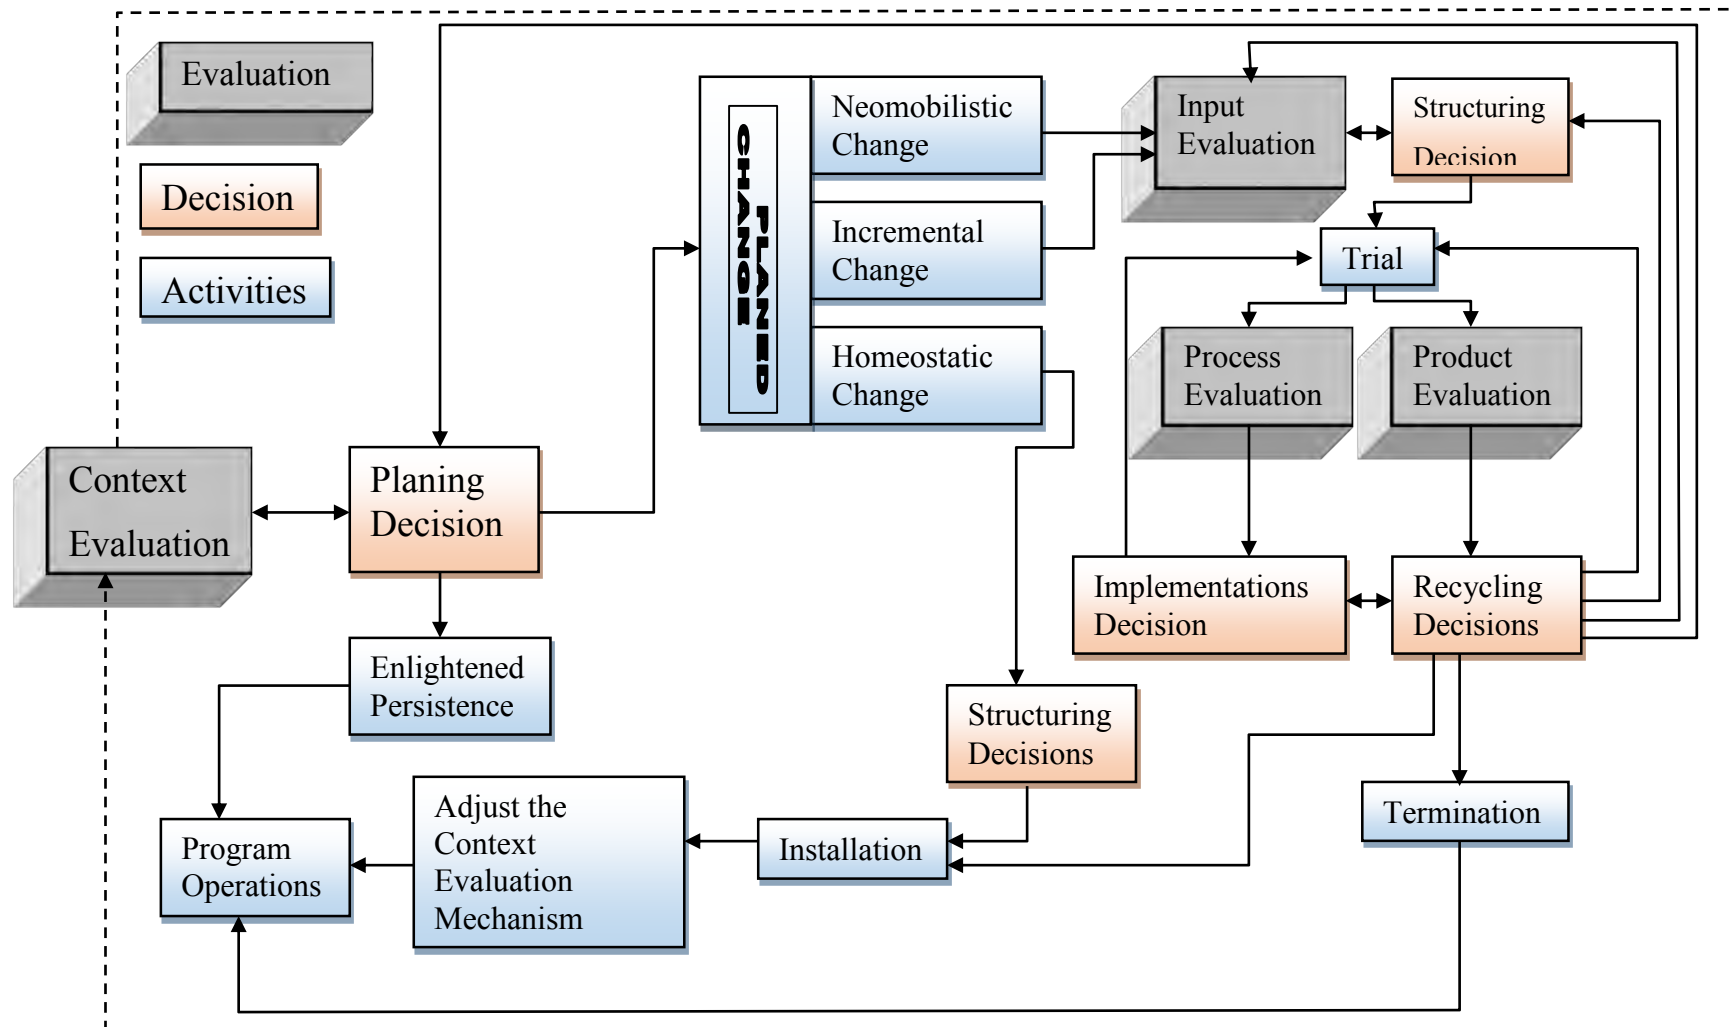 Evaluation
Decision
Activities
PLANED
CHANGE
Neomobilistic
Change
Incremental
Change
Homeostatic
Change
Input
Evaluation
Structuring
Decision
Trial
Process
Evaluation
Product
Evaluation
Context
Evaluation
Planing
Decision
Implementations
Decision
Recycling
Decisions
Enlightened
Persistence
Structuring
Decisions
Termination
Adjust the
Context
Evaluation
Mechanism
Installation
Program
Operations